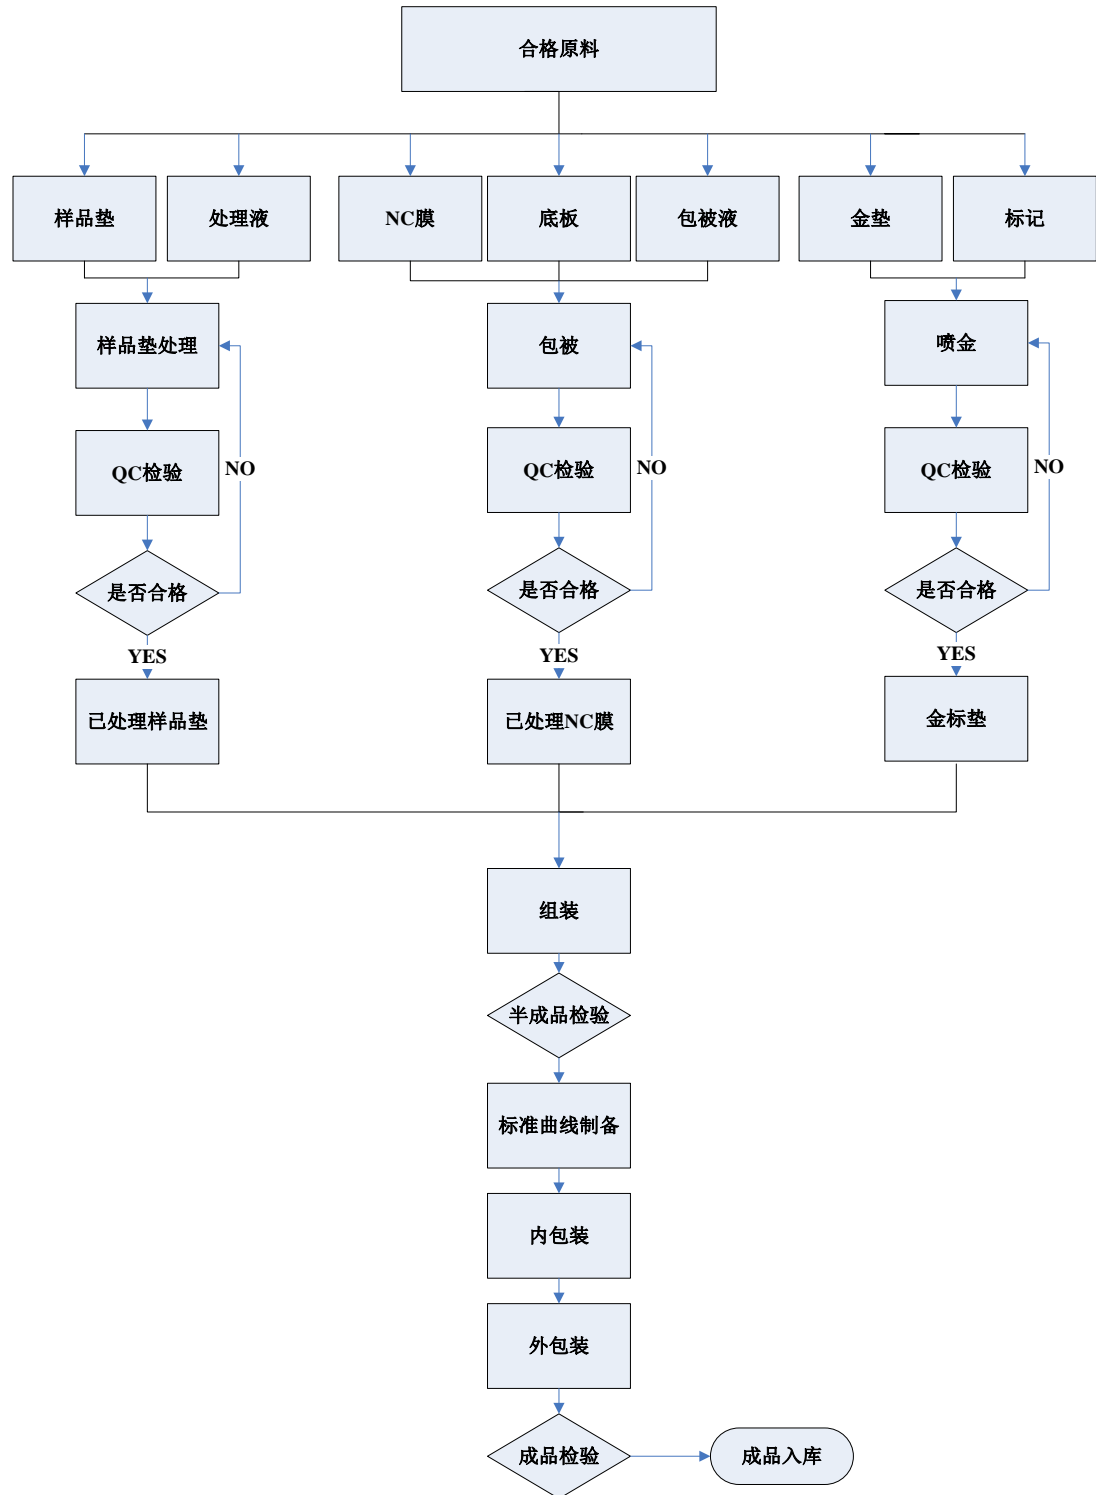 合格原料
样品垫
处理液
NC膜
底板
包被液
金垫
标记
样品垫处理
包被
喷金
QC检验
NO
QC检验
NO
QC检验
NO
是否合格
是否合格
是否合格
YES
YES
YES
已处理样品垫
已处理NC膜
金标垫
组装
半成品检验
标准曲线制备
内包装
外包装
成品检验
成品入库